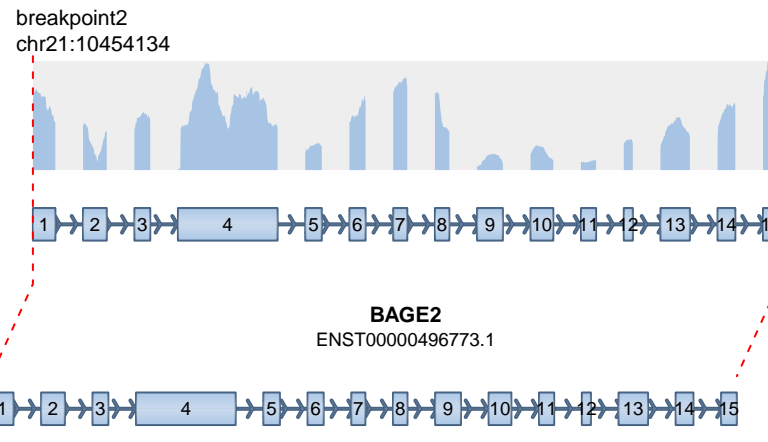 breakpoint2
chr21:10454134
1 2 3 4 5 6 7 8 9 10 11 12 13 14 1
BAGE2
ENST00000496773.1
1 2 3 4 5 6 7 8 9 10 11 12 13 14 15